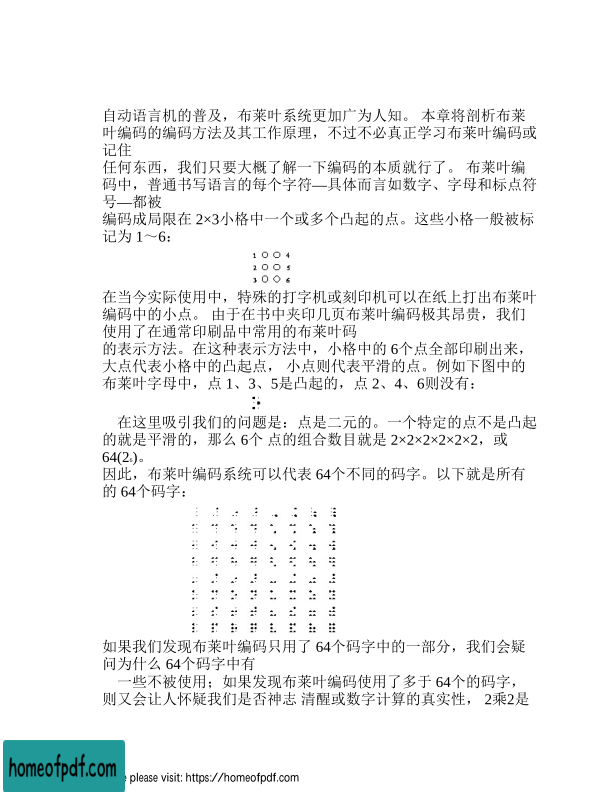 自动语言机的普及，布莱叶系统更加广为人知。 本章将剖析布莱
叶编码的编码方法及其工作原理，不过不必真正学习布莱叶编码或
记住
任何东西，我们只要大概了解一下编码的本质就行了。 布莱叶编
码中，普通书写语言的每个字符—具体而言如数字、字母和标点符
号—都被
编码成局限在 2×3小格中一个或多个凸起的点。这些小格一般被标
记为 1～6：
1 ○ ○ 4
2 ○ ○ 5
3 ○ ◇ 6
在当今实际使用中，特殊的打字机或刻印机可以在纸上打出布莱叶
编码中的小点。 由于在书中夹印几页布莱叶编码极其昂贵，我们
使用了在通常印刷品中常用的布莱叶码
的表示方法。在这种表示方法中，小格中的 6个点全部印刷出来，
大点代表小格中的凸起点， 小点则代表平滑的点。例如下图中的
布莱叶字母中，点 1、3、5是凸起的，点 2、4、6则没有：
在这里吸引我们的问题是：点是二元的。一个特定的点不是凸起
的就是平滑的，那么 6个 点的组合数目就是 2×2×2×2×2×2，或
64(2₆)。
因此，布莱叶编码系统可以代表 64个不同的码字。以下就是所有
的 64个码字：
如果我们发现布莱叶编码只用了 64个码字中的一部分，我们会疑
问为什么 64个码字中有
一些不被使用；如果发现布莱叶编码使用了多于 64个的码字，
则又会让人怀疑我们是否神志 清醒或数字计算的真实性， 2乘2是
homeofpdf.com
e please visit: https://homeofpdf.com